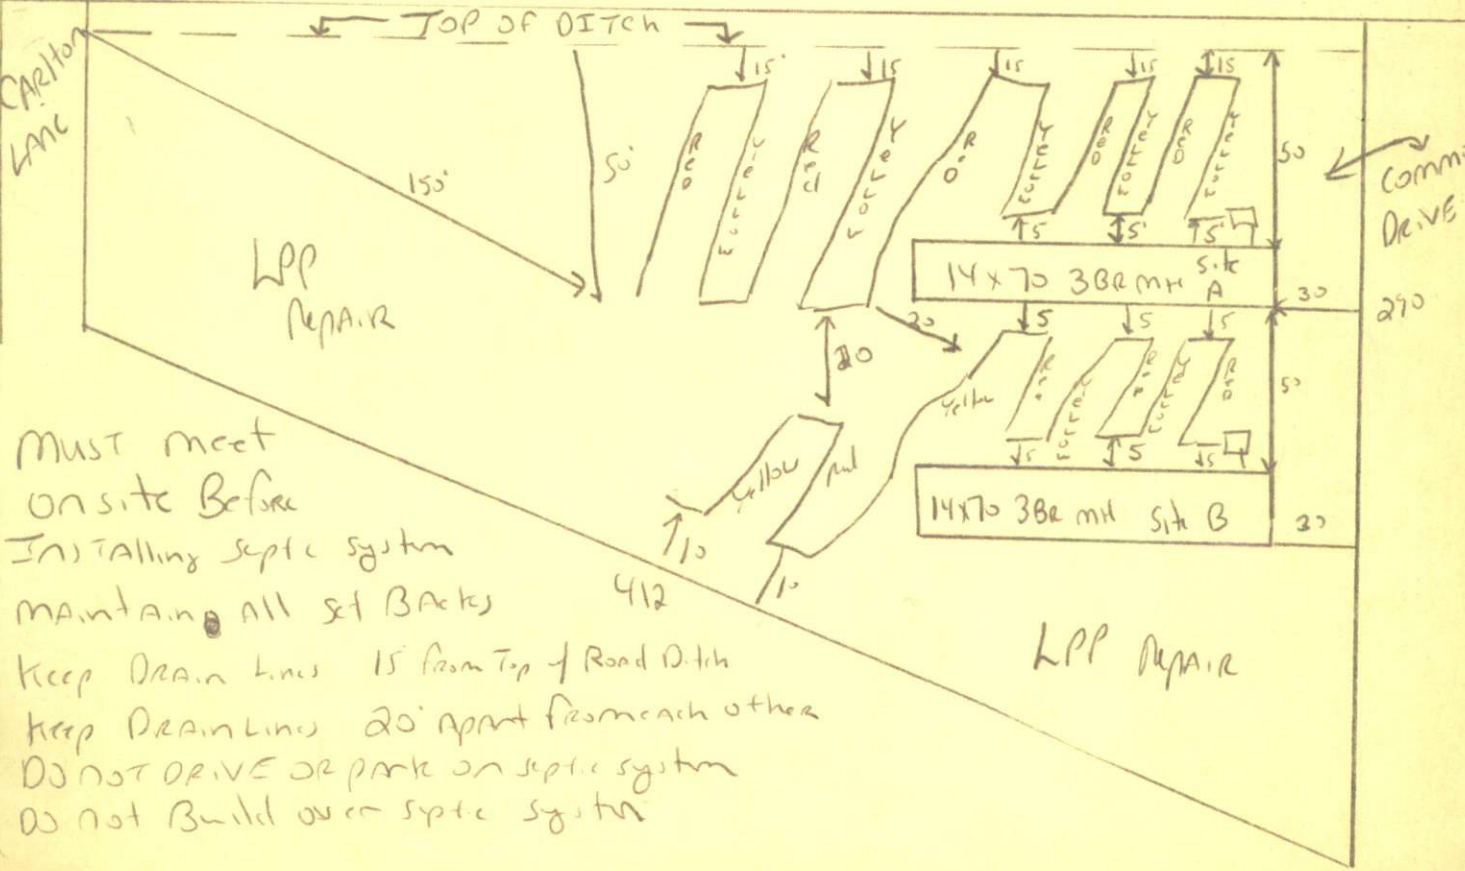 TOP OF DITCH
CARlton
LANE
15'
15
15
15
15
150'
50'
Red
Yellow
Red
Yellow
Red
Yellow
Red
Yellow
Red
Yellow
50
Comm
DRIVE
5
5'
5'
LPP
RepAIR
14 x 70 3BR MH Site A
30
290
20
20
5
5
5
Yellow
Red
Yellow
Red
Yellow
Red
50
5
5
5
Yellow
Red
14x70 3BR MH Site B
30
10
10
412
LPP RepAIR
Must meet
onsite Before
Installing septic system
MAintain All Set BAcks
Keep DRAin Lines 15 from Top of Road Ditch
Keep DRAin Lines 20' Apart from each other
DO NOT DRIVE OR park on septic system
DO not Build over septic system